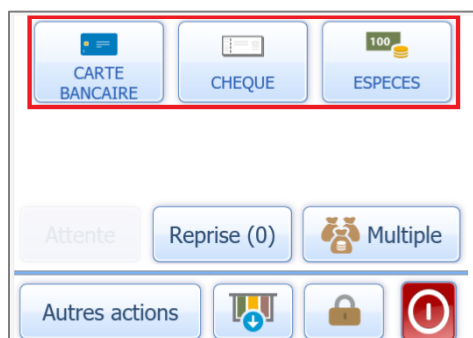 CARTE
BANCAIRE
CHEQUE
100
ESPECES
Attente
Reprise (0)
Multiple
Autres actions